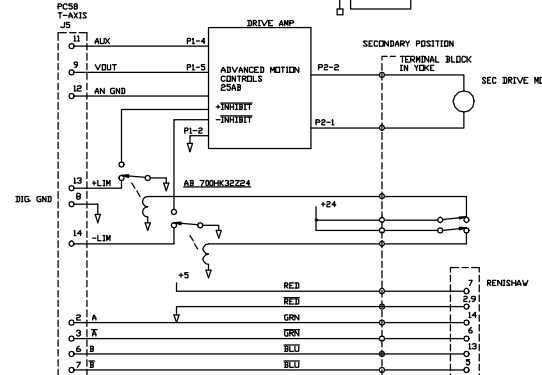 PC58
T-AXIS
J5
DRIVE AMP
11 AUX P1-4
9 VOUT P1-5
12 AN GND
ADVANCED MOTION
CONTROLS
25AB
+INHIBIT
-INHIBIT
P1-2
P2-2
P2-1
SECONDARY POSITION
TERMINAL BLOCK
IN YOKE
SEC DRIVE MO
13 +LIM
AB 700HK32Z24
DIG. GND 8
14 -LIM
+24
+5
RENISHAW
RED 7
RED 2,9
2 A GRN 14
3 A GRN 6
6 B BLU 13
7 B BLU 5